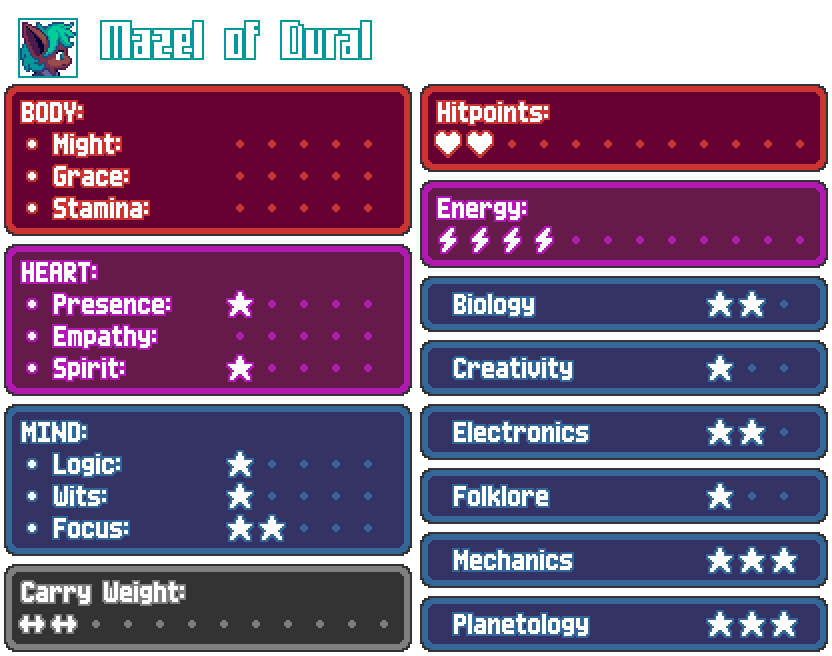 Mazel of Dural
BODY:
• Might:
• Grace:
• Stamina:
HEART:
• Presence:
• Empathy:
• Spirit:
MIND:
• Logic:
• Wits:
• Focus:
Carry Weight:
Hitpoints:
Energy:
Biology
Creativity
Electronics
Folklore
Mechanics
Planetology